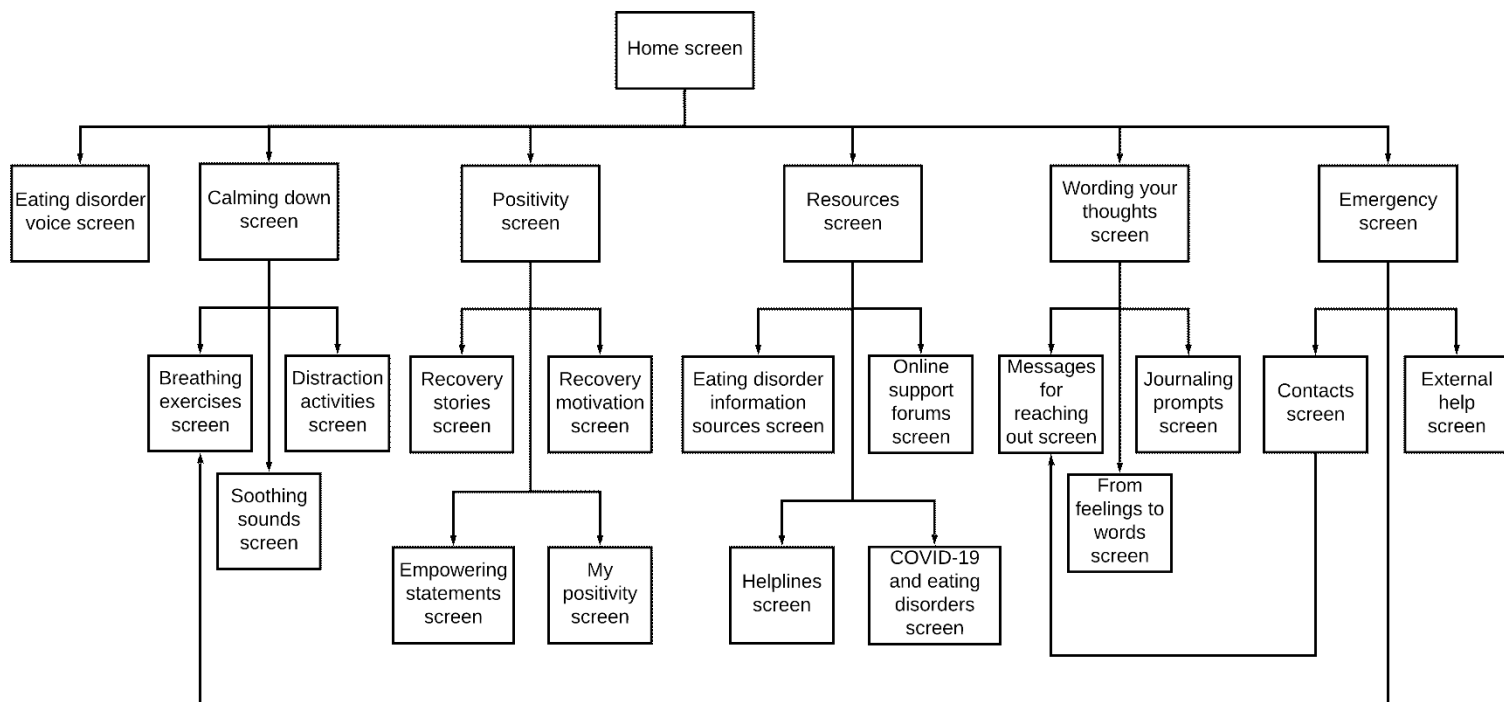 Home screen
Eating disorder
voice screen
Calming down
screen
Positivity
screen
Resources
screen
Wording your
thoughts
screen
Emergency
screen
Breathing
exercises
screen
Distraction
activities
screen
Soothing
sounds
screen
Recovery
stories
screen
Recovery
motivation
screen
Empowering
statements
screen
My
positivity
screen
Eating disorder
information
sources screen
Online
support
forums
screen
Helplines
screen
COVID-19
and eating
disorders
screen
Messages
for
reaching
out screen
Journaling
prompts
screen
From
feelings to
words
screen
Contacts
screen
External
help
screen